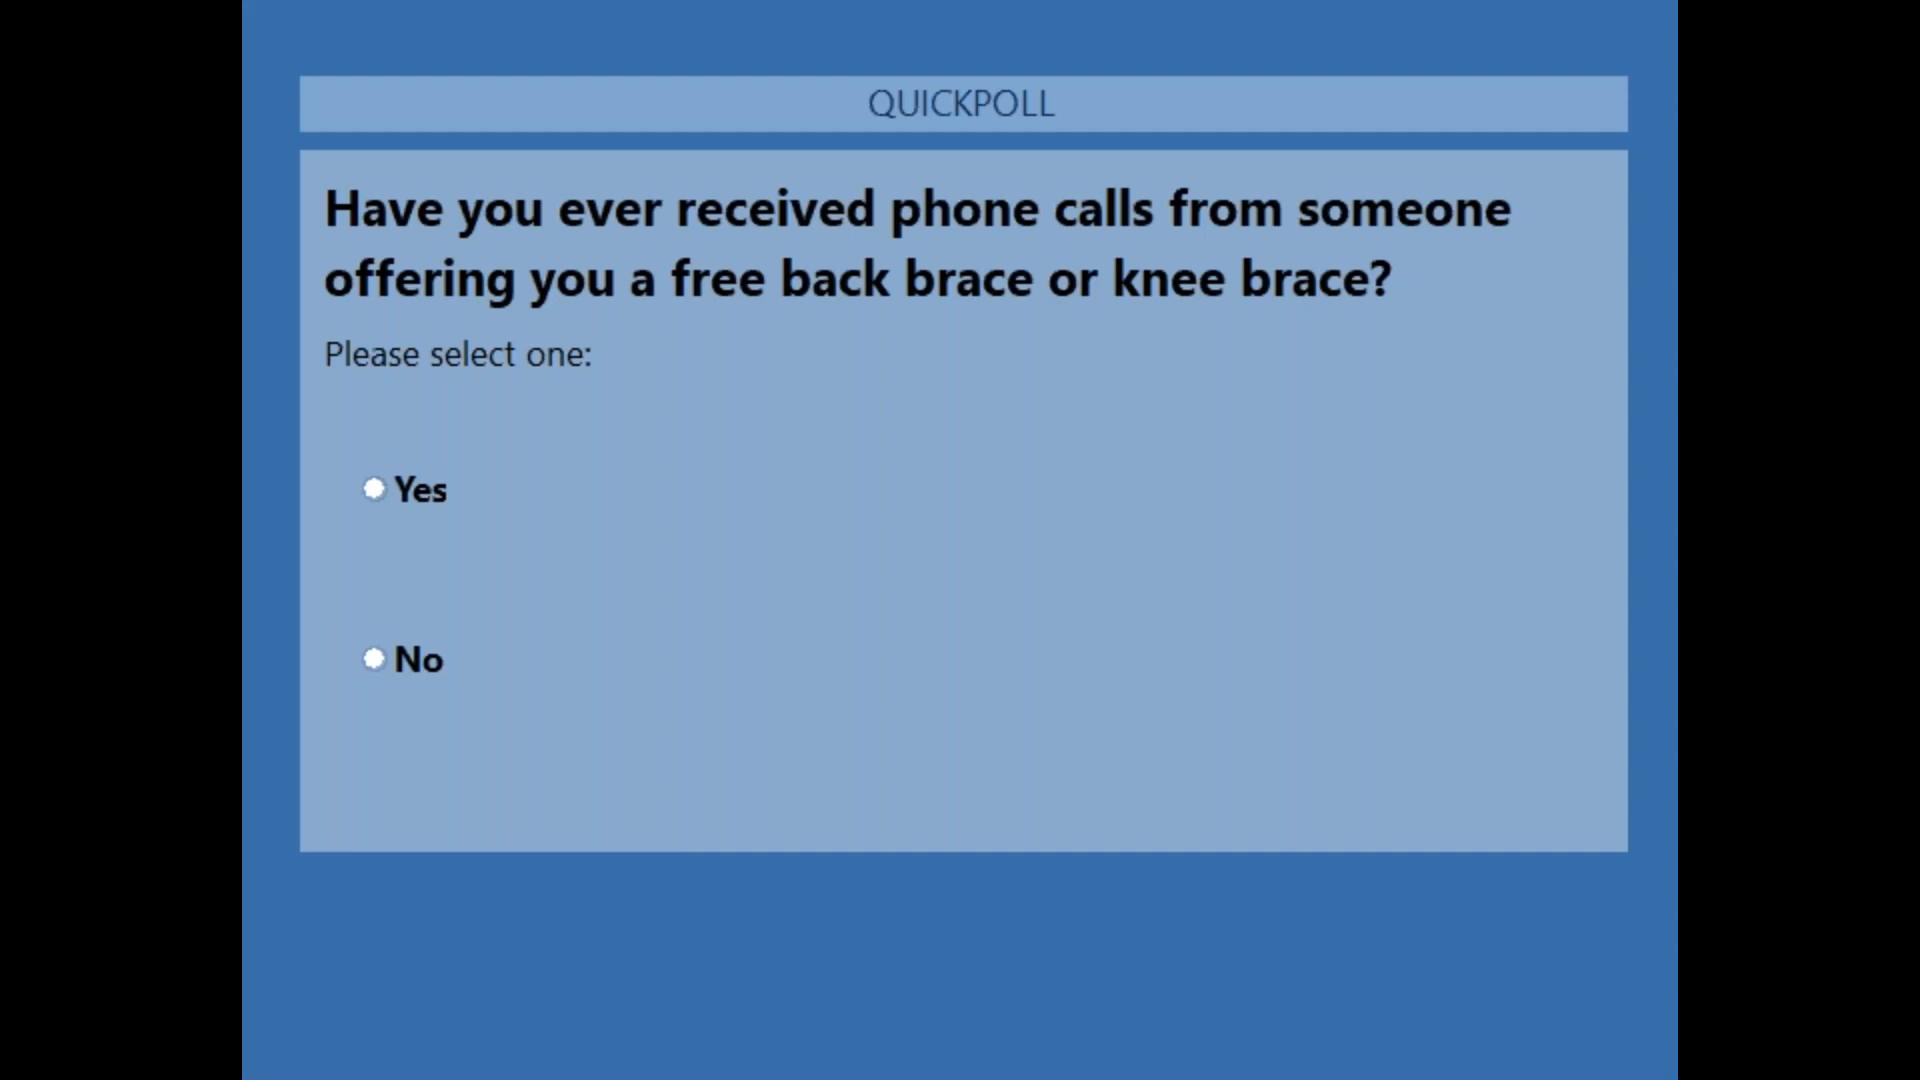 QUICKPOLL
Have you ever received phone calls from someone
offering you a free back brace or knee brace?
Please select one:
Yes
No